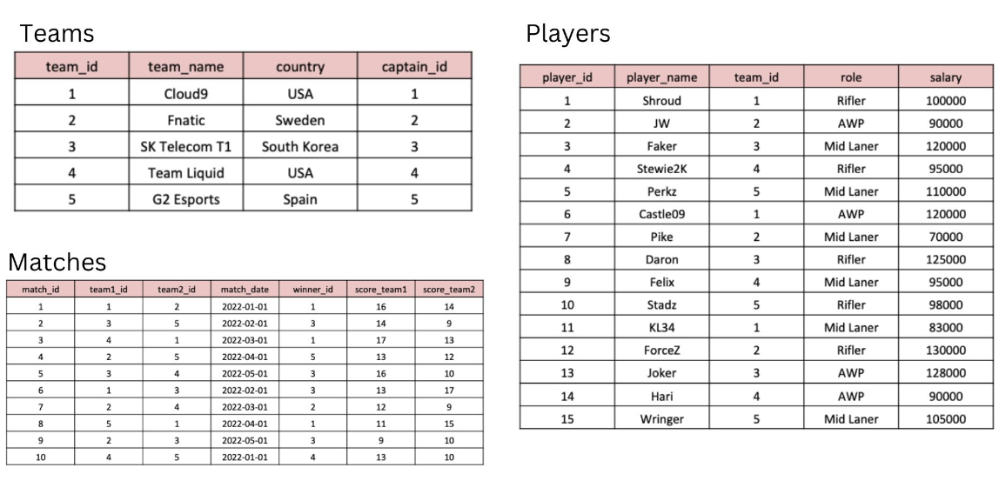 Teams
team_id team_name country captain_id
1 Cloud9 USA 1
2 Fnatic Sweden 2
3 SK Telecom T1 South Korea 3
4 Team Liquid USA 4
5 G2 Esports Spain 5
Matches
match_id team1_id team2_id match_date winner_id score_team1 score_team2
1 1 2 2022-01-01 1 16 14
2 3 5 2022-02-01 3 14 9
3 4 1 2022-03-01 1 17 13
4 2 5 2022-04-01 5 13 12
5 3 4 2022-05-01 3 16 10
6 1 3 2022-02-01 3 13 17
7 2 4 2022-03-01 2 12 9
8 5 1 2022-04-01 1 11 15
9 2 3 2022-05-01 3 9 10
10 4 5 2022-01-01 4 13 10
Players
player_id player_name team_id role salary
1 Shroud 1 Rifler 100000
2 JW 2 AWP 90000
3 Faker 3 Mid Laner 120000
4 Stewie2K 4 Rifler 95000
5 Perkz 5 Mid Laner 110000
6 Castle09 1 AWP 120000
7 Pike 2 Mid Laner 70000
8 Daron 3 Rifler 125000
9 Felix 4 Mid Laner 95000
10 Stadz 5 Rifler 98000
11 KL34 1 Mid Laner 83000
12 ForceZ 2 Rifler 130000
13 Joker 3 AWP 128000
14 Hari 4 AWP 90000
15 Wringer 5 Mid Laner 105000